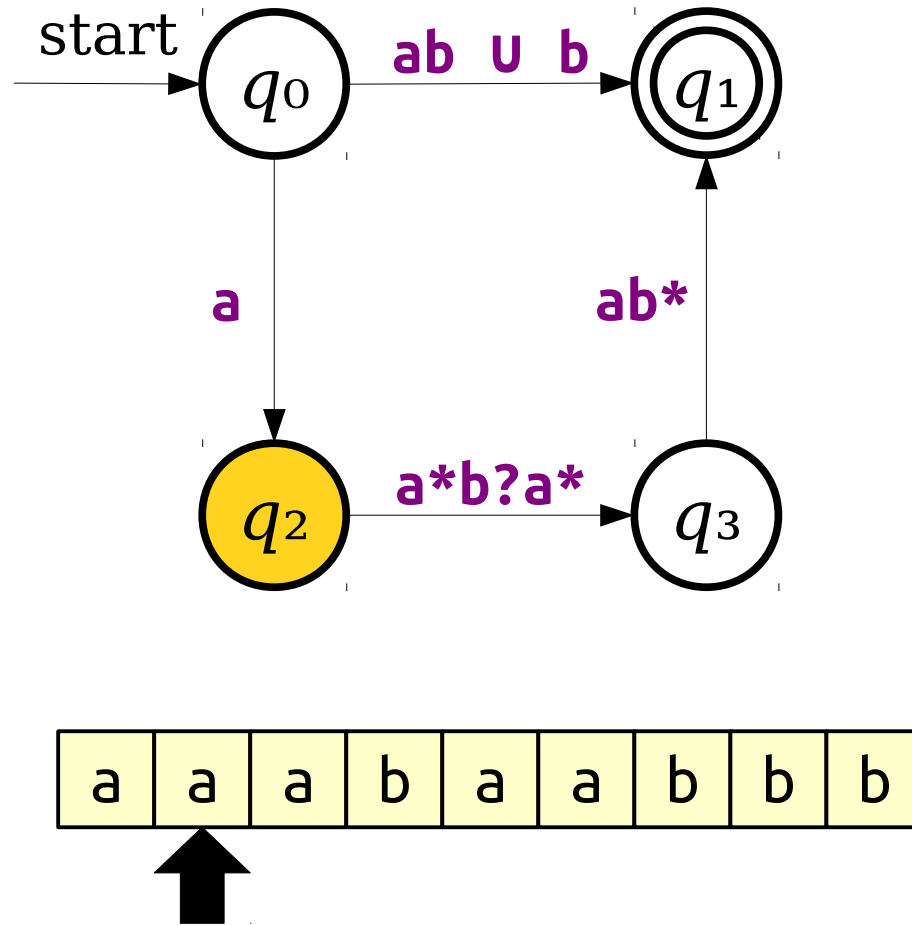 start
q₀
ab ∪ b
q₁
a
ab*
q₂
a*b?a*
q₃
a a a b a a b b b